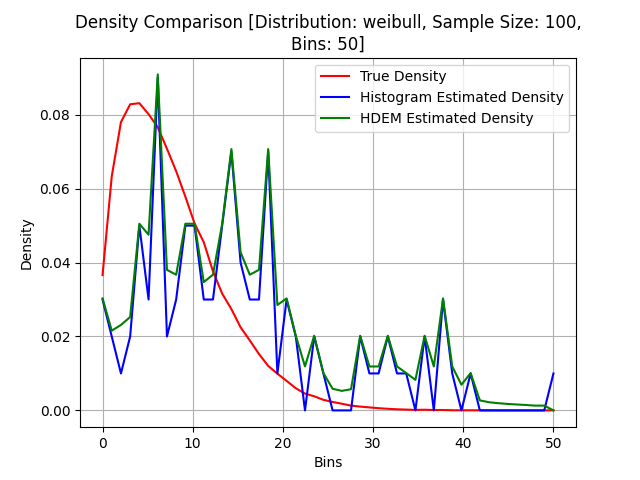 Density Comparison [Distribution: weibull, Sample Size: 100,
Bins: 50]
True Density
Histogram Estimated Density
HDEM Estimated Density
Density
0.08
0.06
0.04
0.02
0.00
0 10 20 30 40 50
Bins